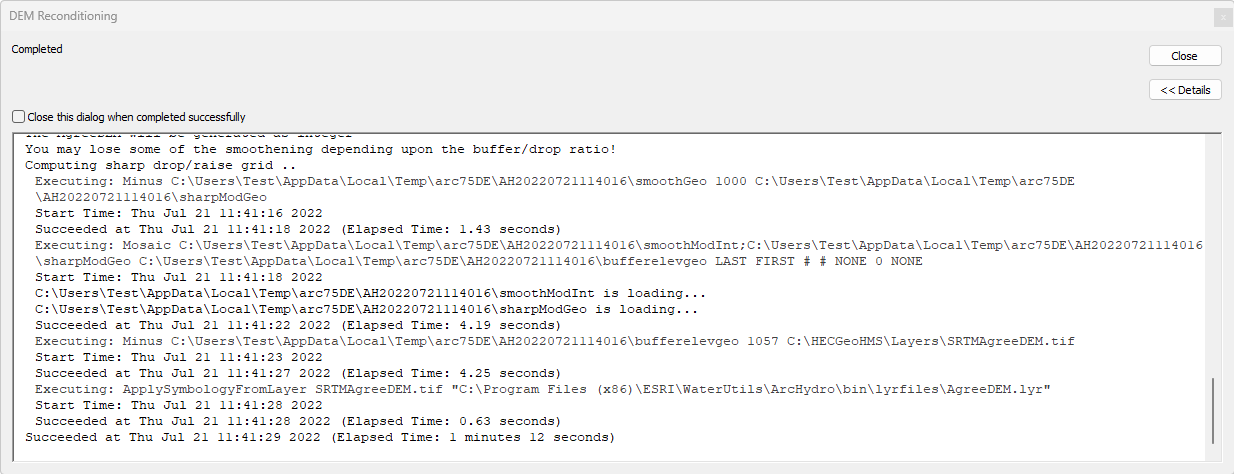 DEM Reconditioning
x
Completed
Close
<< Details
Close this dialog when completed successfully
The AgreeDEM will be generated as integer
You may lose some of the smoothening depending upon the buffer/drop ratio!
Computing sharp drop/raise grid ..
Executing: Minus C:\Users\Test\AppData\Local\Temp\arc75DE\AH20220721114016\smoothGeo 1000 C:\Users\Test\AppData\Local\Temp\arc75DE
\AH20220721114016\sharpModGeo
Start Time: Thu Jul 21 11:41:16 2022
Succeeded at Thu Jul 21 11:41:18 2022 (Elapsed Time: 1.43 seconds)
Executing: Mosaic C:\Users\Test\AppData\Local\Temp\arc75DE\AH20220721114016\smoothModInt;C:\Users\Test\AppData\Local\Temp\arc75DE\AH20220721114016
\sharpModGeo C:\Users\Test\AppData\Local\Temp\arc75DE\AH20220721114016\bufferelevgeo LAST FIRST # # NONE 0 NONE
Start Time: Thu Jul 21 11:41:18 2022
C:\Users\Test\AppData\Local\Temp\arc75DE\AH20220721114016\smoothModInt is loading...
C:\Users\Test\AppData\Local\Temp\arc75DE\AH20220721114016\sharpModGeo is loading...
Succeeded at Thu Jul 21 11:41:22 2022 (Elapsed Time: 4.19 seconds)
Executing: Minus C:\Users\Test\AppData\Local\Temp\arc75DE\AH20220721114016\bufferelevgeo 1057 C:\HECGeoHMS\Layers\SRTMAgreeDEM.tif
Start Time: Thu Jul 21 11:41:23 2022
Succeeded at Thu Jul 21 11:41:27 2022 (Elapsed Time: 4.25 seconds)
Executing: ApplySymbologyFromLayer SRTMAgreeDEM.tif "C:\Program Files (x86)\ESRI\WaterUtils\ArcHydro\bin\lyrfiles\AgreeDEM.lyr"
Start Time: Thu Jul 21 11:41:28 2022
Succeeded at Thu Jul 21 11:41:28 2022 (Elapsed Time: 0.63 seconds)
Succeeded at Thu Jul 21 11:41:29 2022 (Elapsed Time: 1 minutes 12 seconds)